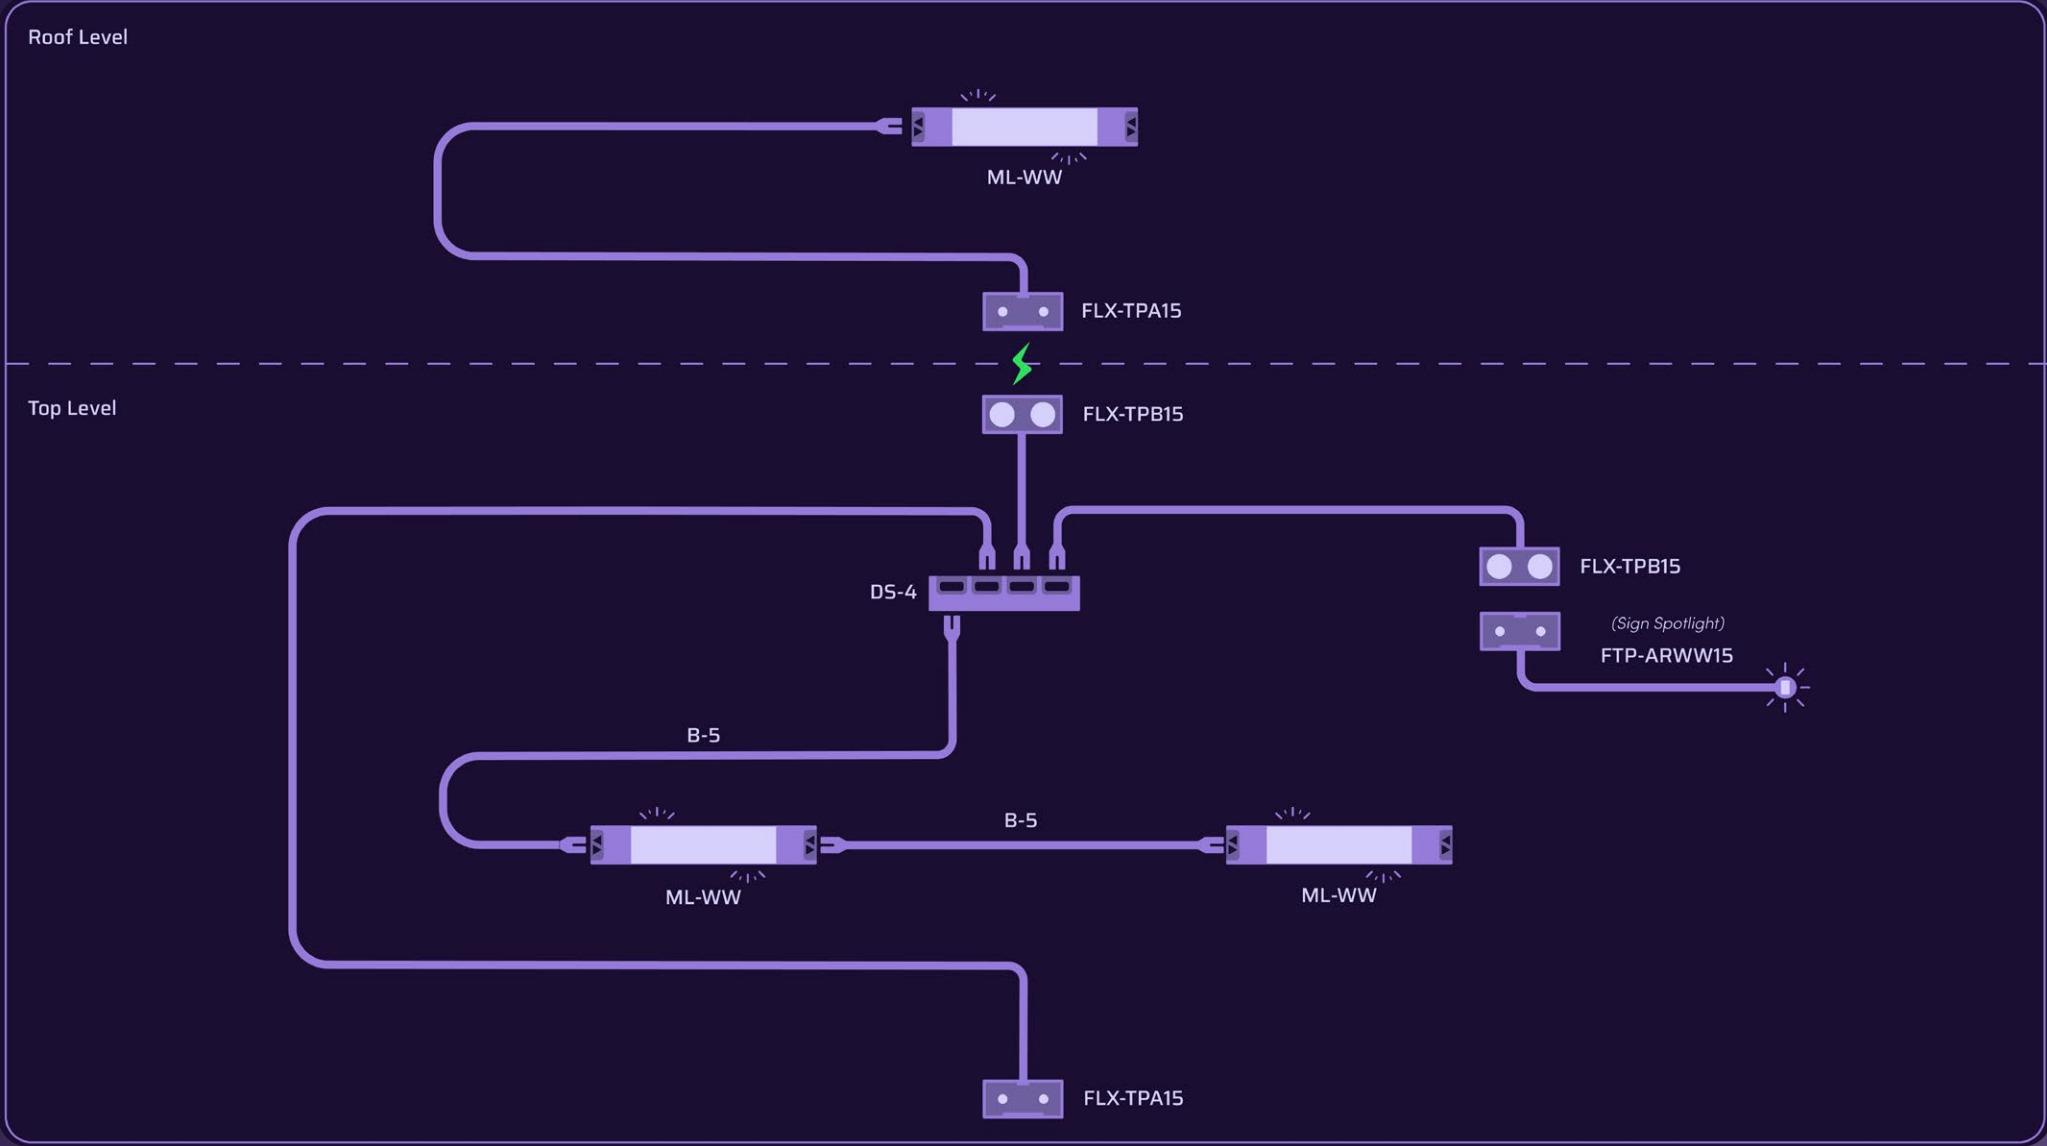 Roof Level
ML-WW
FLX-TPA15
Top Level
FLX-TPB15
DS-4
FLX-TPB15
(Sign Spotlight)
FTP-ARWW15
B-5
B-5
ML-WW
ML-WW
FLX-TPA15